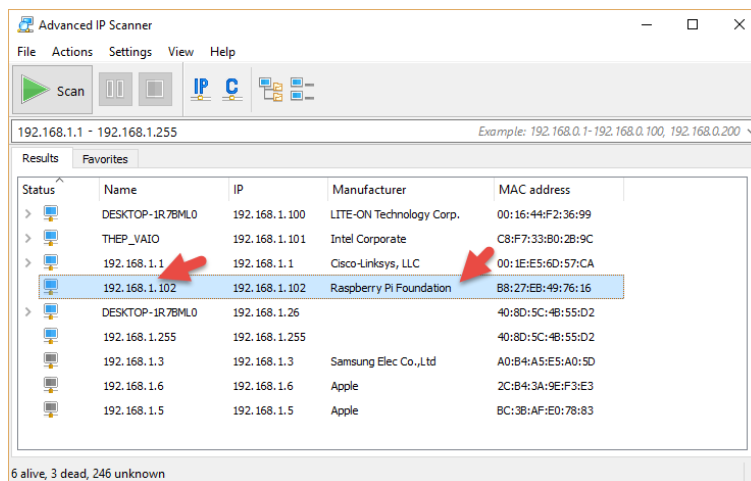 Advanced IP Scanner
File Actions Settings View Help
Scan IP C
192.168.1.1 - 192.168.1.255 Example: 192.168.0.1-192.168.0.100, 192.168.0.200
Results Favorites
Status Name IP Manufacturer MAC address
DESKTOP-1R7BML0 192.168.1.100 LITE-ON Technology Corp. 00:16:44:F2:36:99
THEP_VAIO 192.168.1.101 Intel Corporate C8:F7:33:B0:2B:9C
192.168.1.1 192.168.1.1 Cisco-Linksys, LLC 00:1E:E5:6D:57:CA
192.168.1.102 192.168.1.102 Raspberry Pi Foundation B8:27:EB:49:76:16
DESKTOP-1R7BML0 192.168.1.26 40:8D:5C:4B:55:D2
192.168.1.255 192.168.1.255 40:8D:5C:4B:55:D2
192.168.1.3 192.168.1.3 Samsung Elec Co.,Ltd A0:B4:A5:E5:A0:5D
192.168.1.6 192.168.1.6 Apple 2C:B4:3A:9E:F3:E3
192.168.1.5 192.168.1.5 Apple BC:3B:AF:E0:78:83
6 alive, 3 dead, 246 unknown